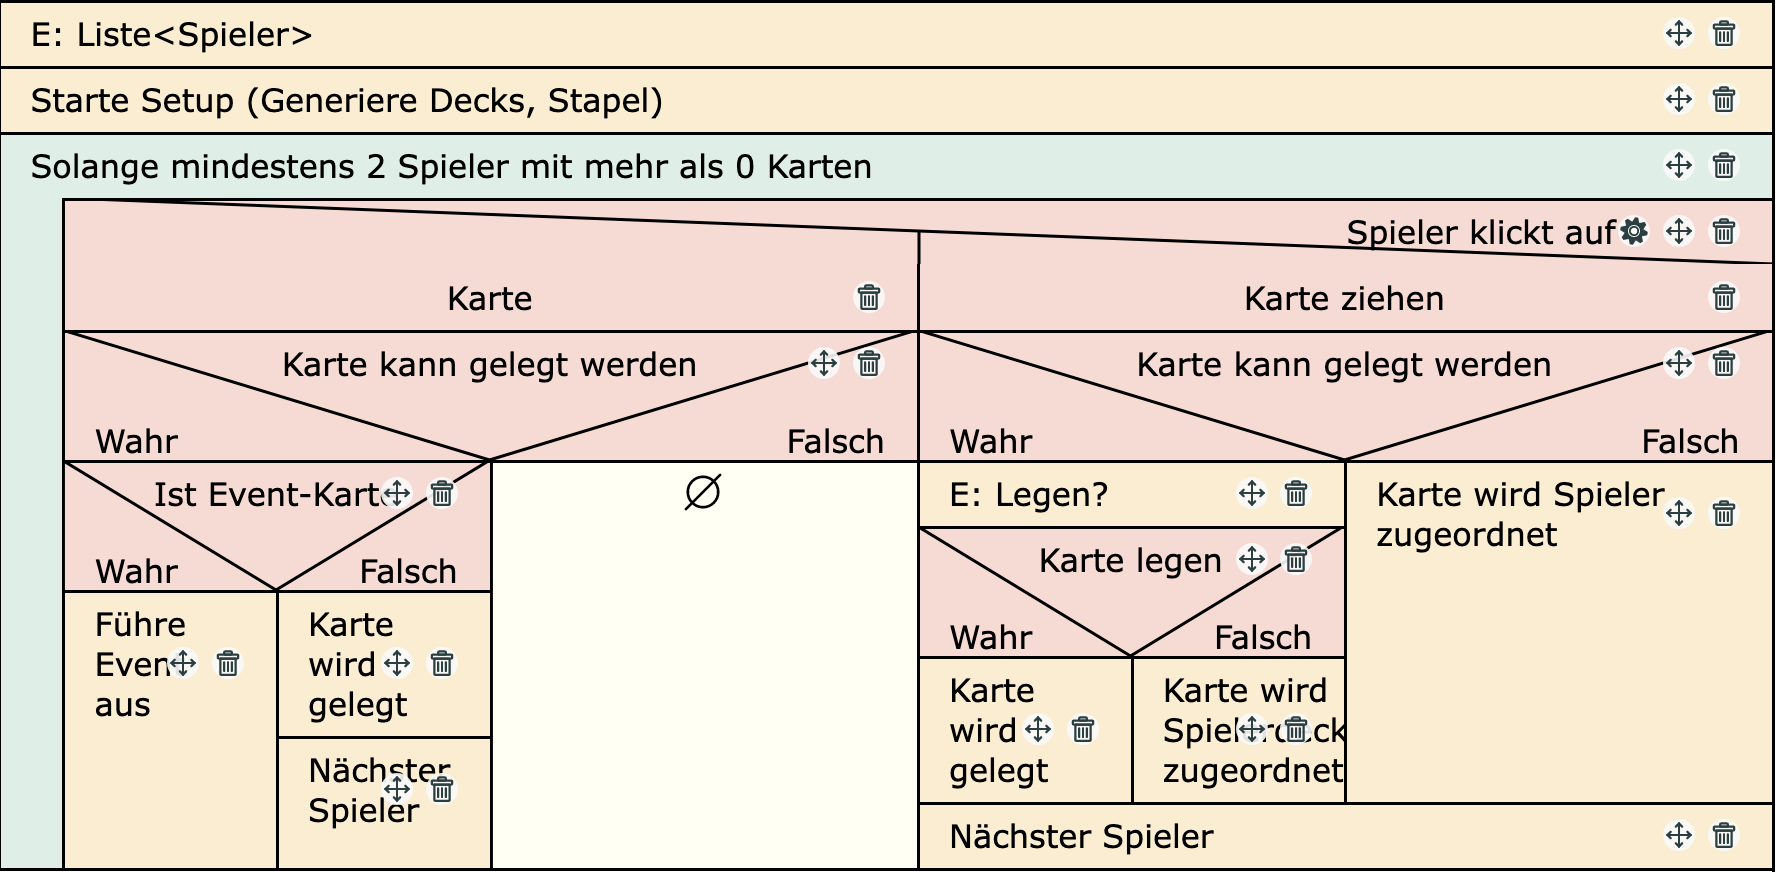 E: Liste<Spieler>
Starte Setup (Generiere Decks, Stapel)
Solange mindestens 2 Spieler mit mehr als 0 Karten
Spieler klickt auf
Karte
Karte ziehen
Karte kann gelegt werden
Wahr
Falsch
Karte kann gelegt werden
Wahr
Falsch
Ist Event-Karte
Wahr
Falsch
Führe
Event
aus
Karte
wird
gelegt
Nächster
Spieler
Ø
E: Legen?
Karte legen
Wahr
Falsch
Karte
wird
gelegt
Karte wird
Spielerdeck
zugeordnet
Karte wird Spieler
zugeordnet
Nächster Spieler